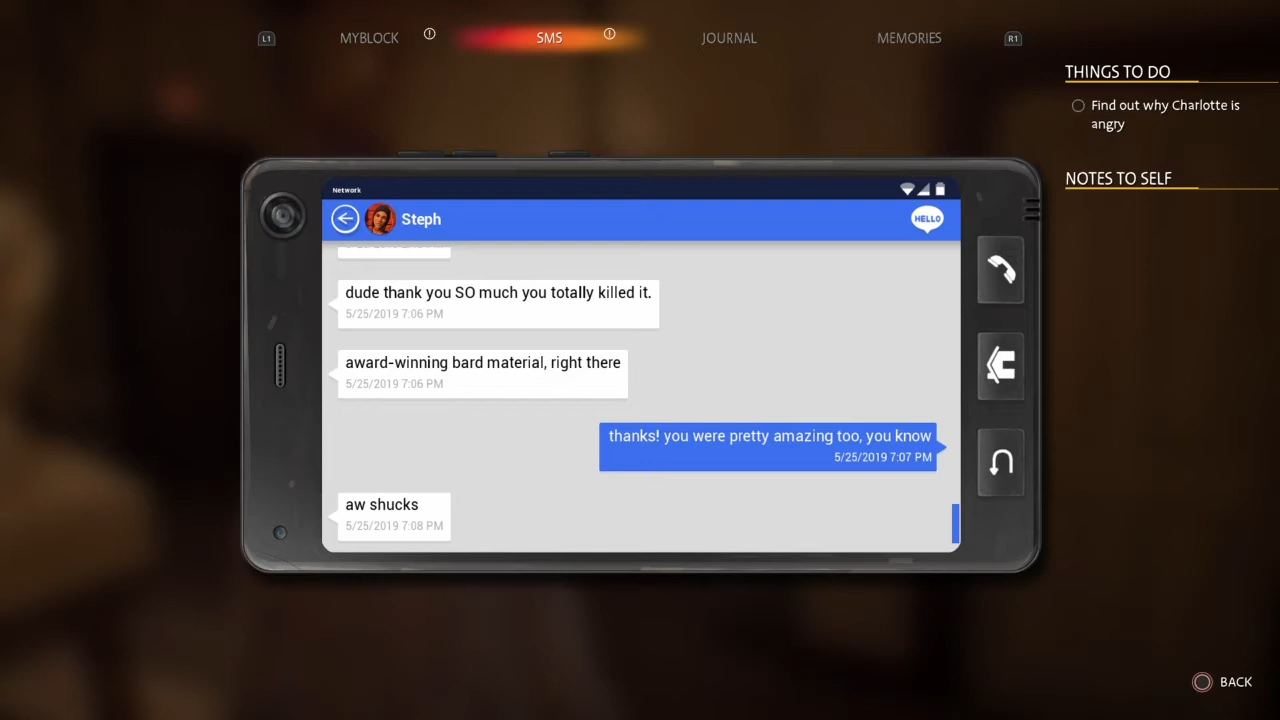 L1
MYBLOCK
SMS
JOURNAL
MEMORIES
R1
THINGS TO DO
Find out why Charlotte is
angry
NOTES TO SELF
Network
Steph
HELLO
dude thank you SO much you totally killed it.
5/25/2019 7:06 PM
award-winning bard material, right there
5/25/2019 7:06 PM
thanks! you were pretty amazing too, you know
5/25/2019 7:07 PM
aw shucks
5/25/2019 7:08 PM
BACK